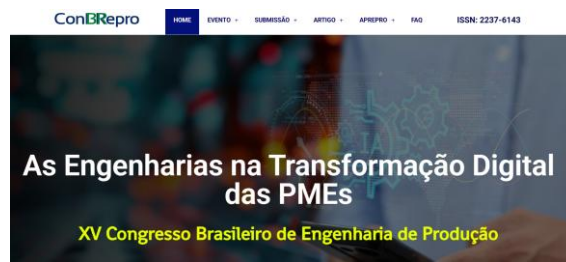 ConBRepro HOME EVENTO SUBMISSÃO ARTIGO APREPRO FAQ ISSN: 2237-6143
IA
As Engenharias na Transformação Digital
das PMEs
XV Congresso Brasileiro de Engenharia de Produção